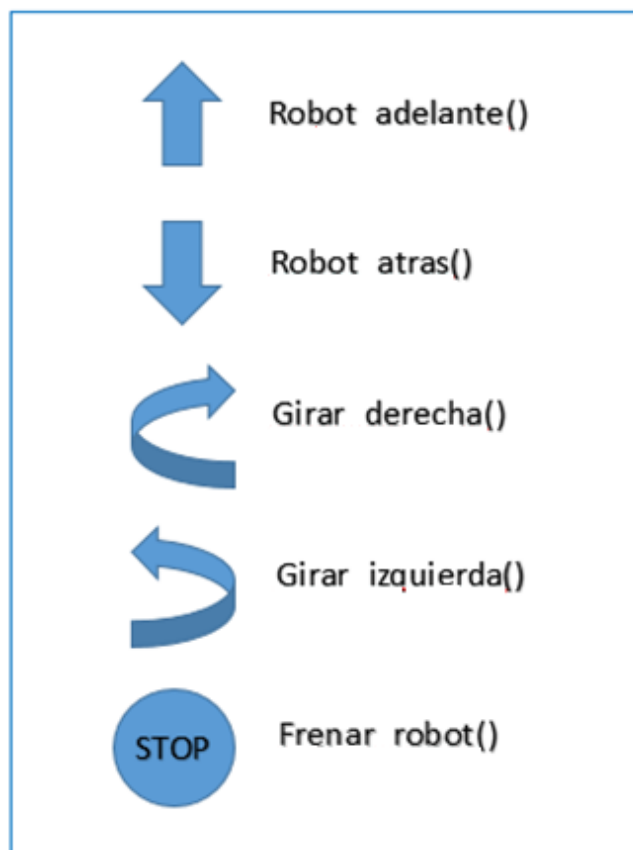 Robot adelante()
Robot atras()
Girar derecha()
Girar izquierda()
STOP Frenar robot()